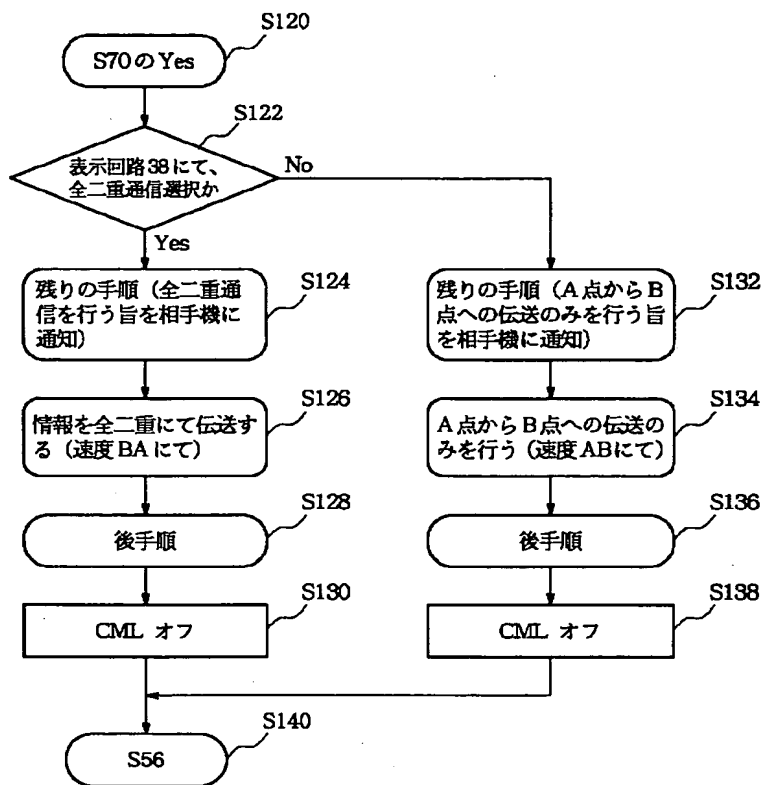 S120
S70のYes
S122
表示回路38にて、
全二重通信選択か
No
Yes
S124
残りの手順（全二重通
信を行う旨を相手機に
通知）
S126
情報を全二重にて伝送す
る（速度BAにて）
S128
後手順
S130
CML オフ
S132
残りの手順（A点からB
点への伝送のみを行う旨
を相手機に通知）
S134
A点からB点への伝送の
みを行う（速度ABにて）
S136
後手順
S138
CML オフ
S140
S56